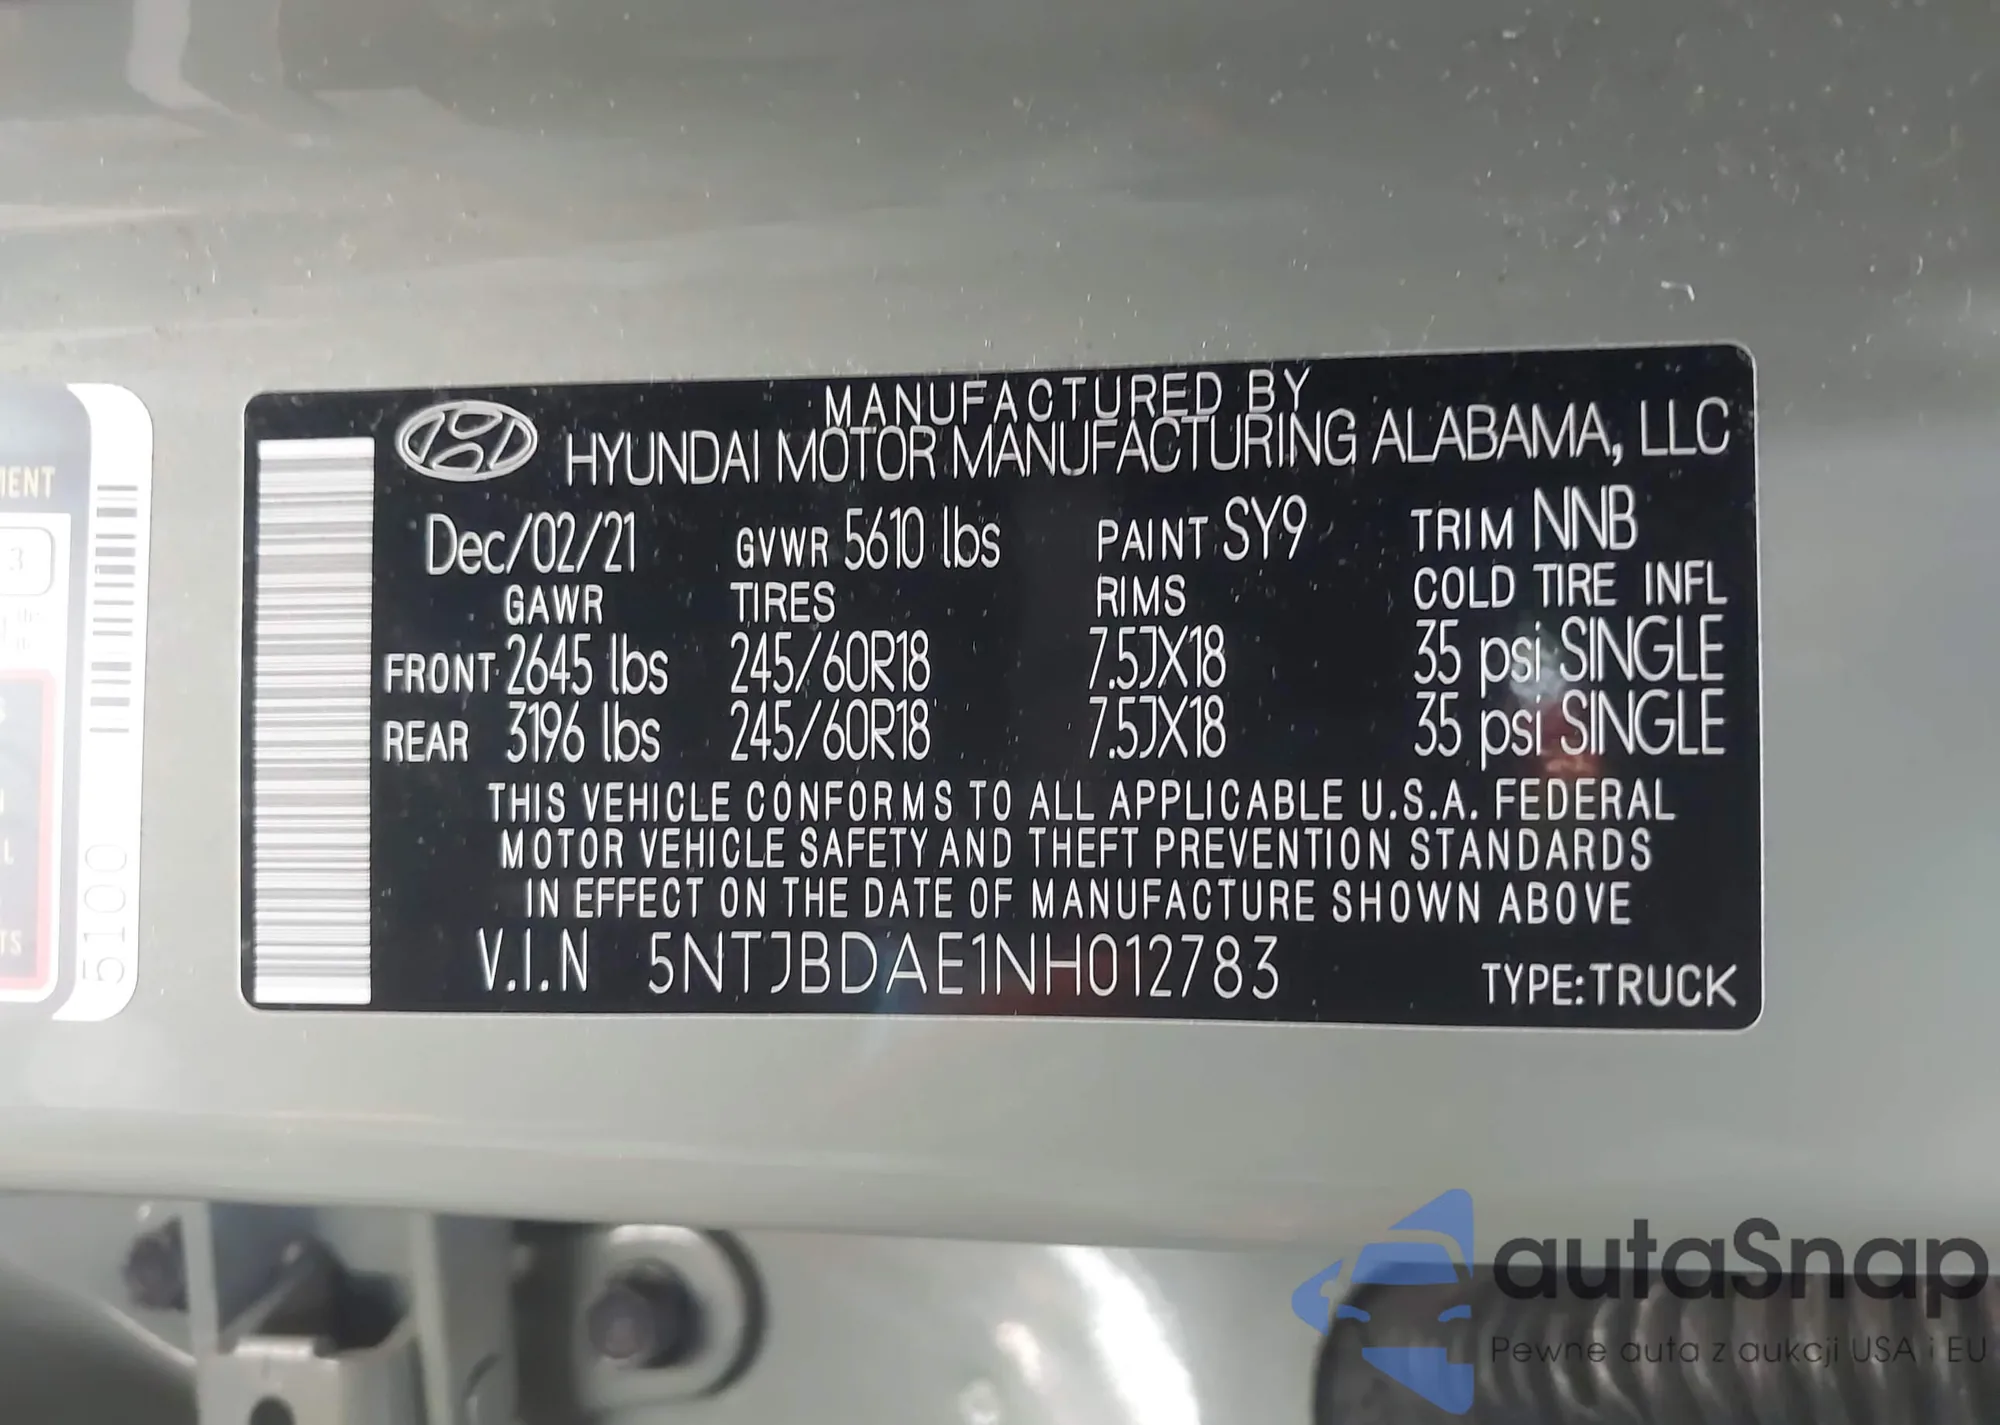 MANUFACTURED BY
HYUNDAI MOTOR MANUFACTURING ALABAMA, LLC
Dec/02/21 GVWR 5610 lbs PAINT SY9 TRIM NNB
GAWR TIRES RIMS COLD TIRE INFL
FRONT 2645 lbs 245/60R18 7.5JX18 35 psi SINGLE
REAR 3196 lbs 245/60R18 7.5JX18 35 psi SINGLE
THIS VEHICLE CONFORMS TO ALL APPLICABLE U.S.A. FEDERAL
MOTOR VEHICLE SAFETY AND THEFT PREVENTION STANDARDS
IN EFFECT ON THE DATE OF MANUFACTURE SHOWN ABOVE
V.I.N 5NTJBDAE1NH012783 TYPE:TRUCK
3
5100
autaSnap
Pewne auta z aukcji USA i EU